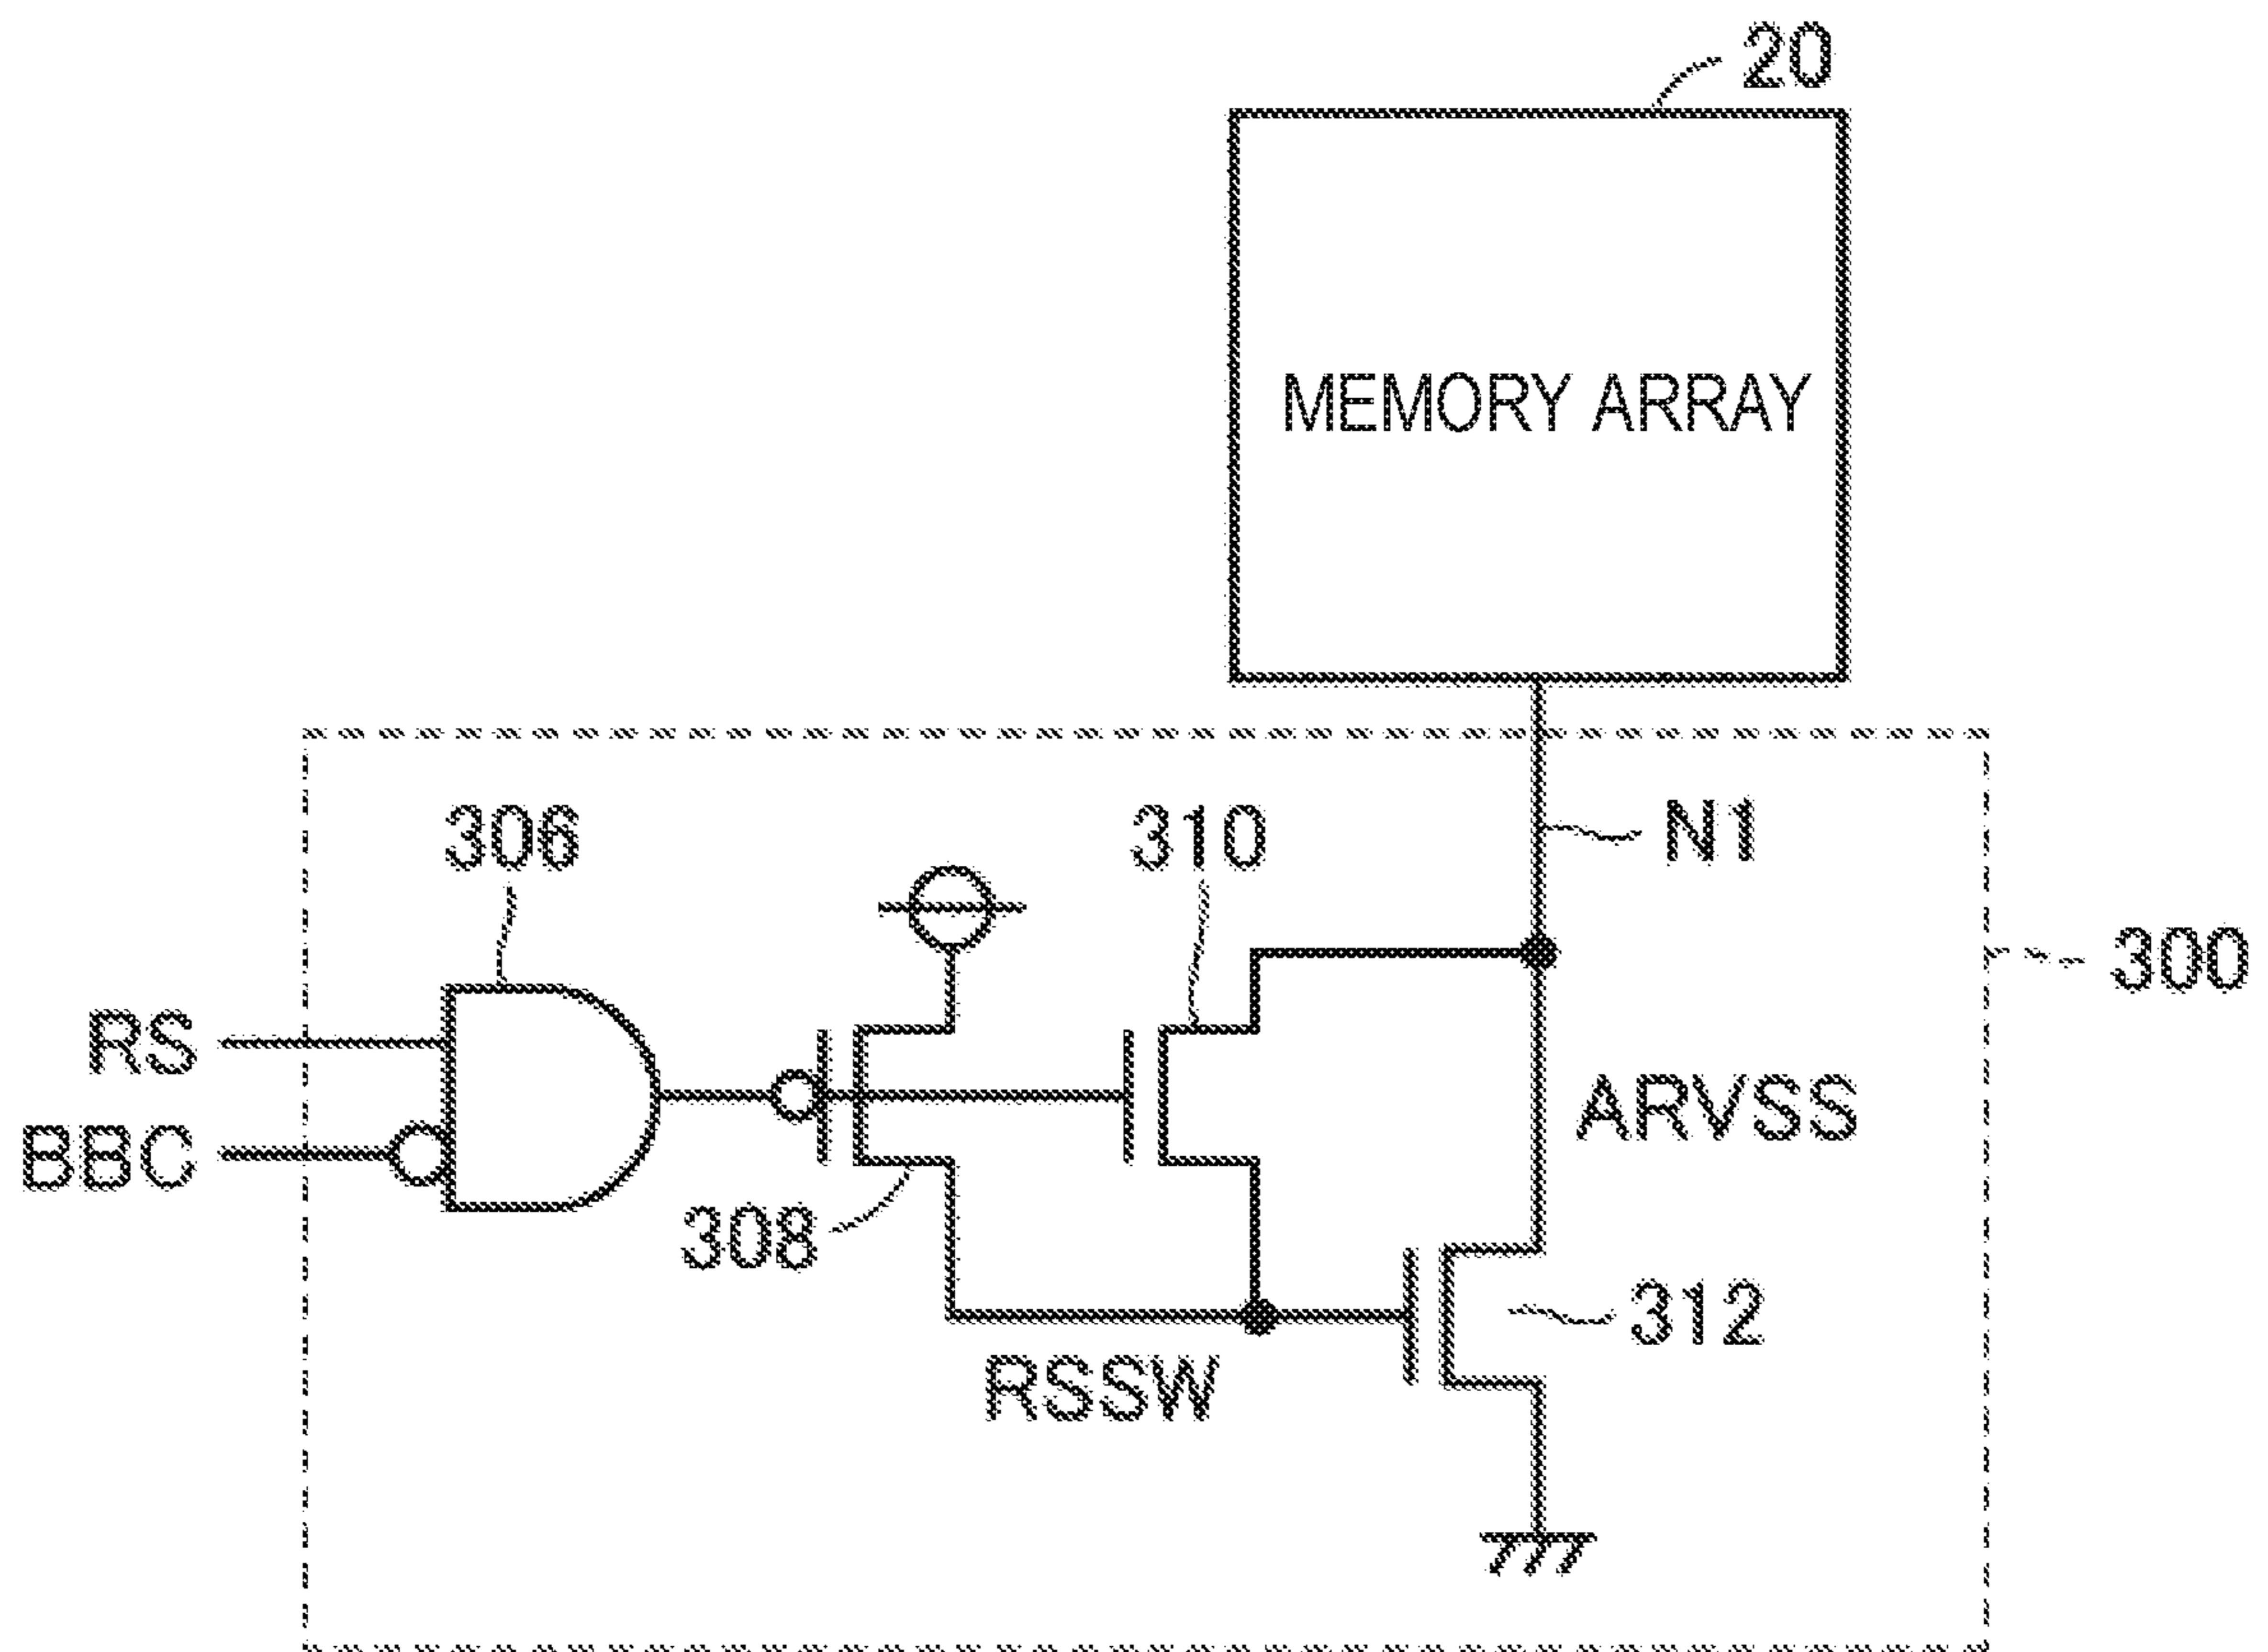 20
MEMORY ARRAY
306
310
N1
300
RS
ARVSS
BBC
308
312
RSSW